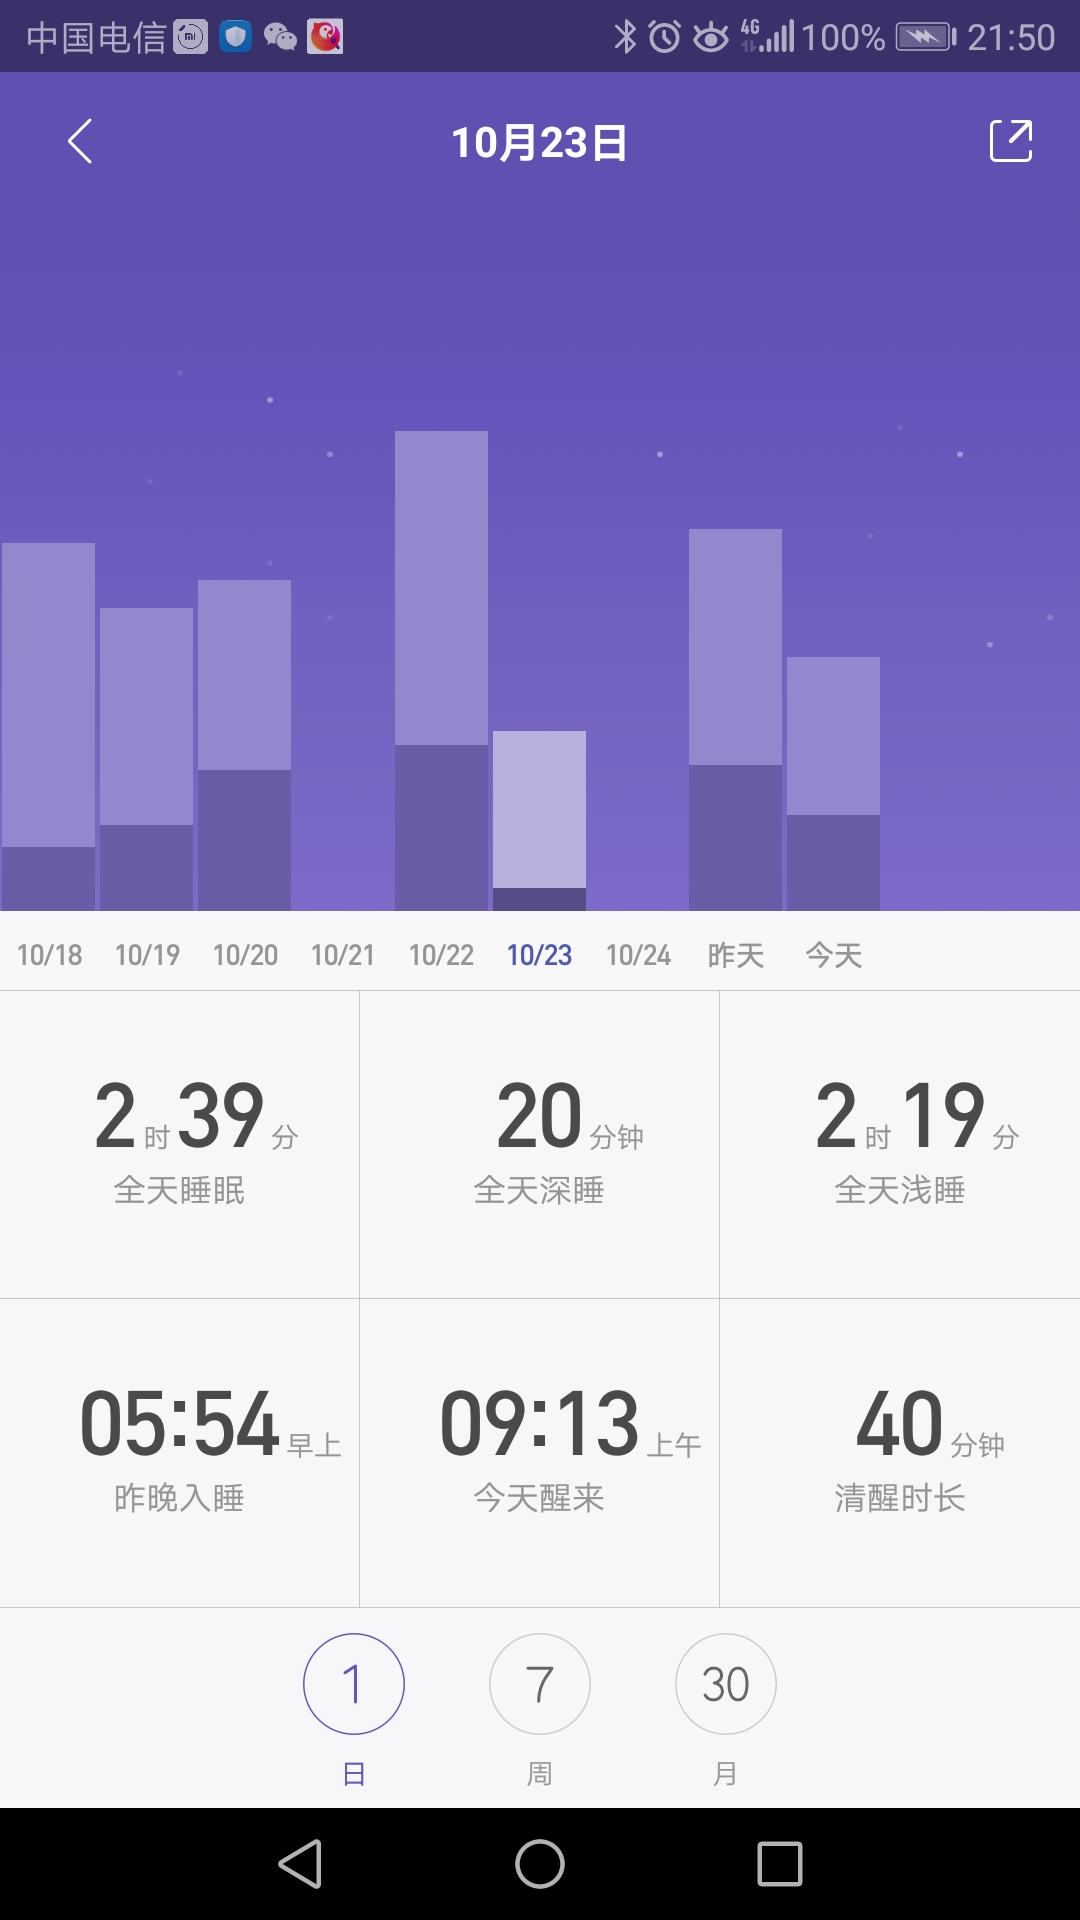 中国电信 4G 100% 21:50
10月23日
10/18 10/19 10/20 10/21 10/22 10/23 10/24 昨天 今天
2时39分 20分钟 2时19分
全天睡眠 全天深睡 全天浅睡
05:54早上 09:13上午 40分钟
昨晚入睡 今天醒来 清醒时长
1 7 30
日 周 月